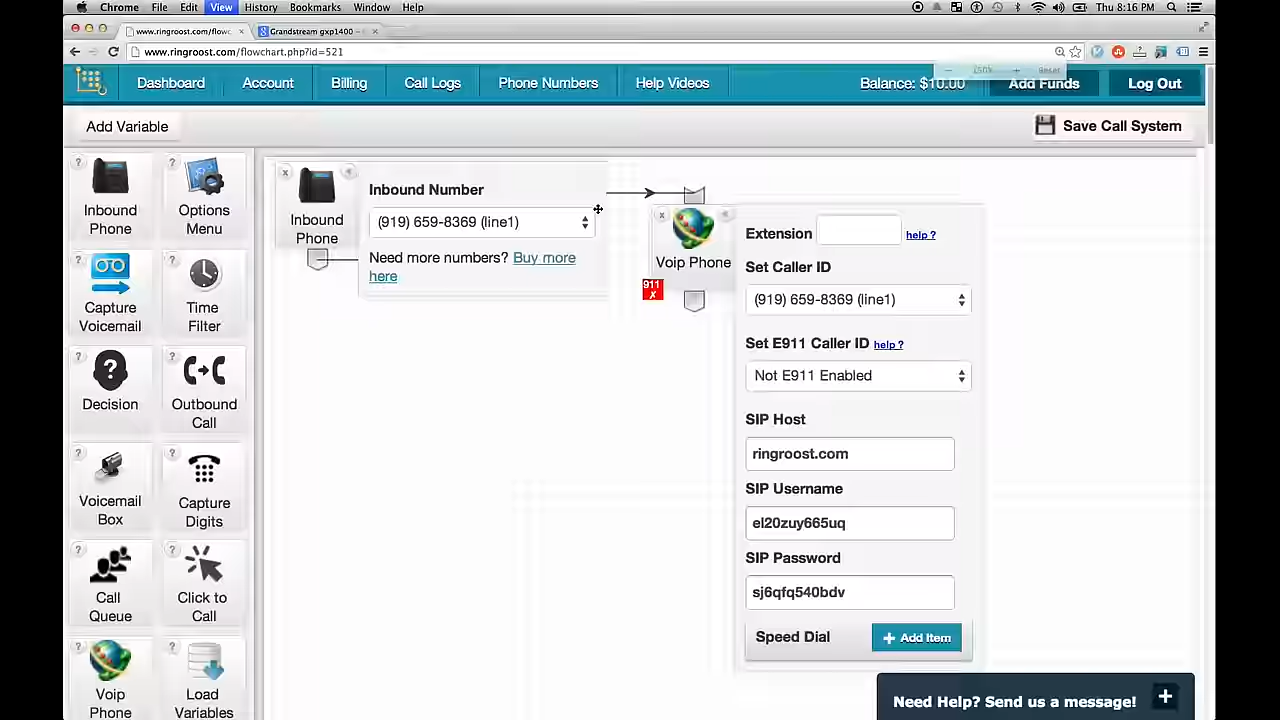 Chrome File Edit View History Bookmarks Window Help Thu 8:16 PM
www.ringroost.com/flowc Grandstream gxp1400 –
www.ringroost.com/flowchart.php?id=521
Dashboard Account Billing Call Logs Phone Numbers Help Videos Balance: $10.00 Add Funds Log Out
Reset
Add Variable
Save Call System
Inbound Phone
Options Menu
Capture Voicemail
Time Filter
Decision
Outbound Call
Voicemail Box
Capture Digits
Call Queue
Click to Call
Voip Phone
Load Variables
Inbound Phone
Inbound Number
(919) 659-8369 (line1)
Need more numbers? Buy more
here
Voip Phone
911
x
Extension help ?
Set Caller ID
(919) 659-8369 (line1)
Set E911 Caller ID help ?
Not E911 Enabled
SIP Host
ringroost.com
SIP Username
el20zuy665uq
SIP Password
sj6qfq540bdv
Speed Dial + Add Item
Need Help? Send us a message! +